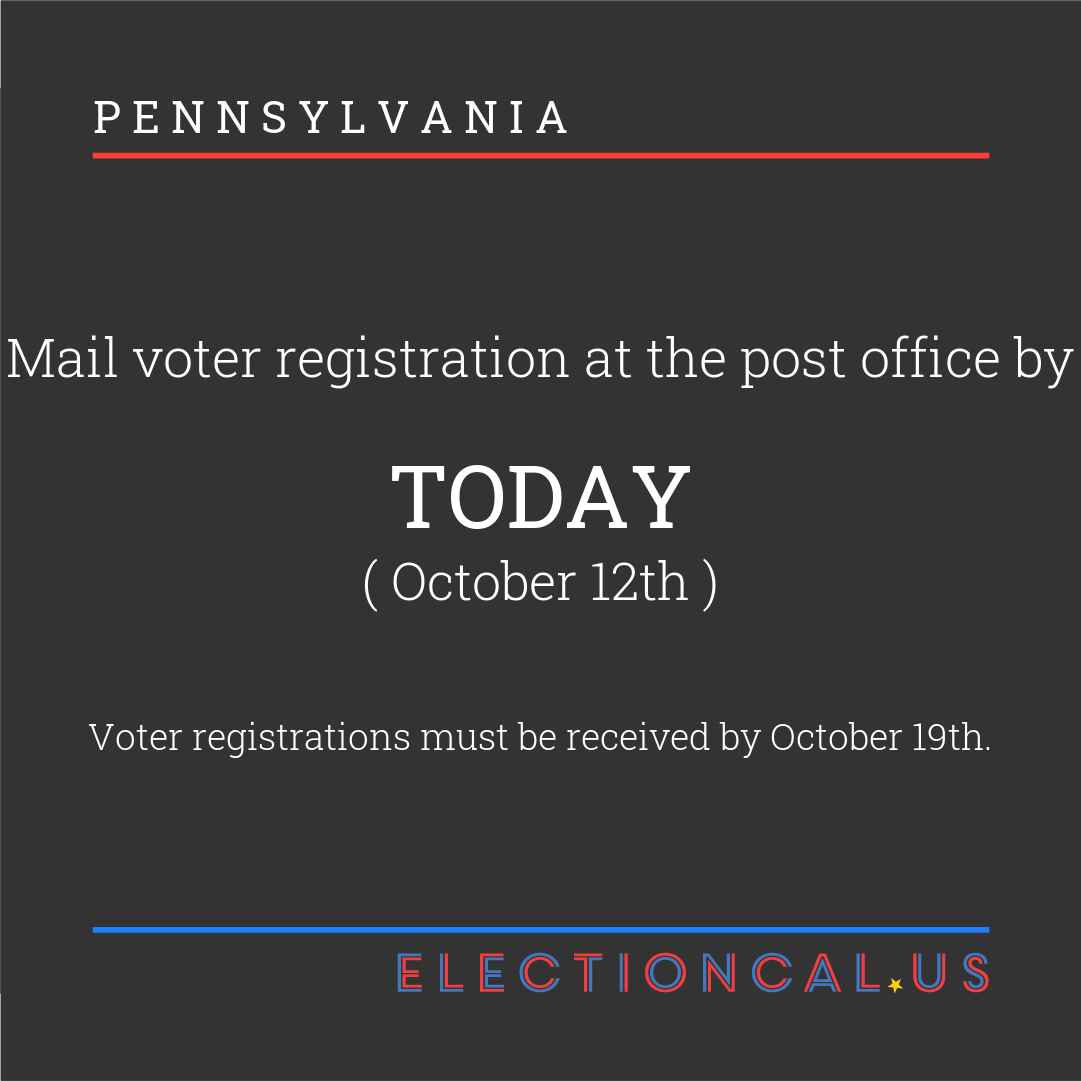 PENNSYLVANIA
Mail voter registration at the post office by
TODAY
( October 12th )
Voter registrations must be received by October 19th.
ELECTIONCAL.US